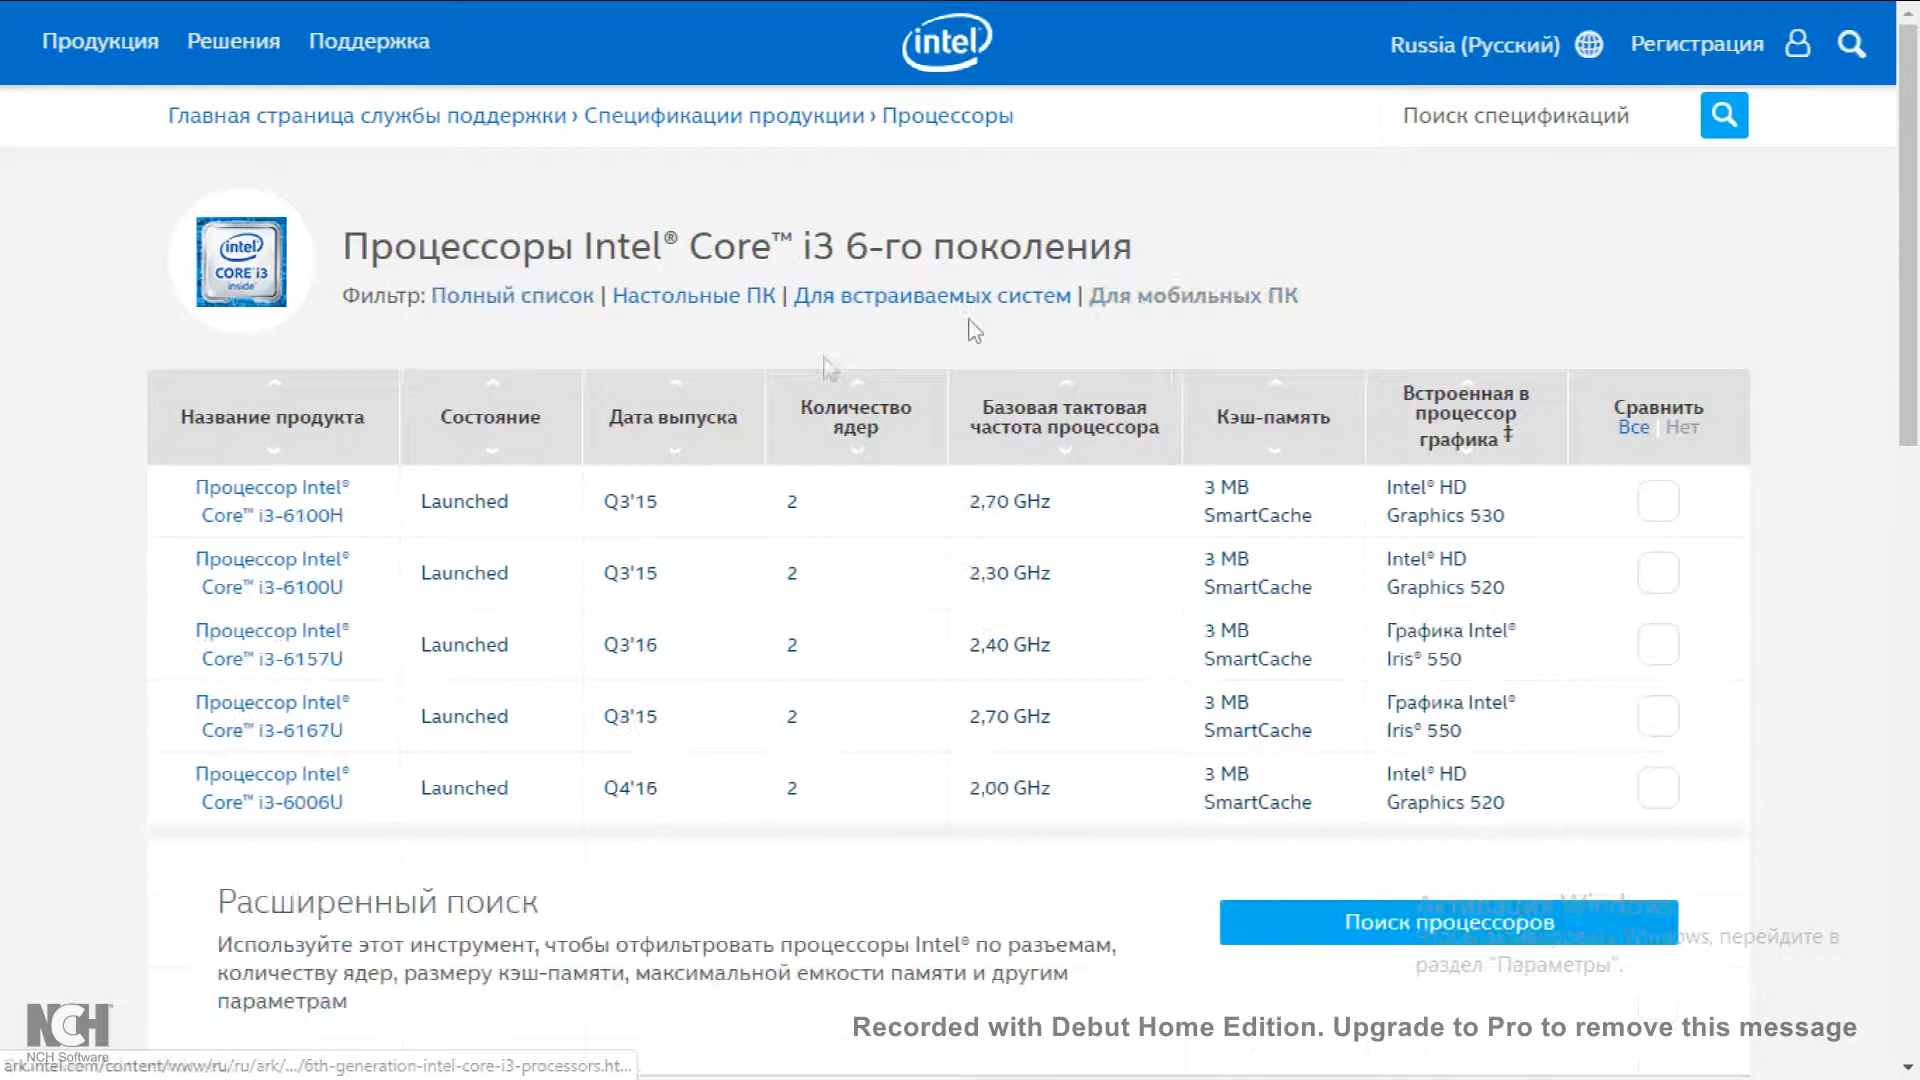 Продукция Решения Поддержка
intel
Russia (Русский) Регистрация
Главная страница службы поддержки › Спецификации продукции › Процессоры
Поиск спецификаций
intel
CORE i3
inside
Процессоры Intel® Core™ i3 6-го поколения
Фильтр: Полный список | Настольные ПК | Для встраиваемых систем | Для мобильных ПК
Название продукта Состояние Дата выпуска Количество ядер Базовая тактовая частота процессора Кэш-память Встроенная в процессор графика ‡ Сравнить Все | Нет
Процессор Intel® Core™ i3-6100H Launched Q3'15 2 2,70 GHz 3 MB SmartCache Intel® HD Graphics 530
Процессор Intel® Core™ i3-6100U Launched Q3'15 2 2,30 GHz 3 MB SmartCache Intel® HD Graphics 520
Процессор Intel® Core™ i3-6157U Launched Q3'16 2 2,40 GHz 3 MB SmartCache Графика Intel® Iris® 550
Процессор Intel® Core™ i3-6167U Launched Q3'15 2 2,70 GHz 3 MB SmartCache Графика Intel® Iris® 550
Процессор Intel® Core™ i3-6006U Launched Q4'16 2 2,00 GHz 3 MB SmartCache Intel® HD Graphics 520
Расширенный поиск
Используйте этот инструмент, чтобы отфильтровать процессоры Intel® по разъемам,
количеству ядер, размеру кэш-памяти, максимальной емкости памяти и другим
параметрам
Поиск процессоров
Активация Windows
Windows, перейдите в
раздел "Параметры".
NCH
NCH Software
Recorded with Debut Home Edition. Upgrade to Pro to remove this message
ark.intel.com/content/www/ru/ru/ark/.../6th-generation-intel-core-i3-processors.ht...